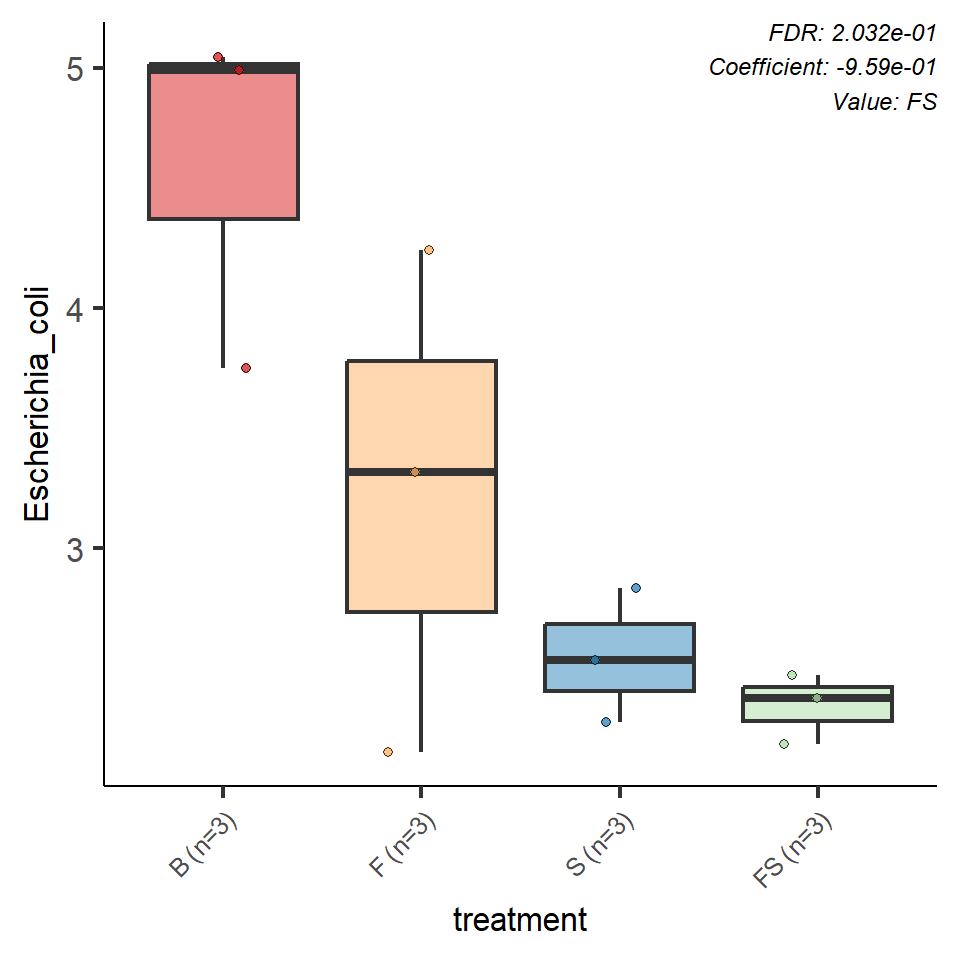 FDR: 2.032e-01
Coefficient: -9.59e-01
Value: FS
5
4
3
Escherichia_coli
B (n=3)
F (n=3)
S (n=3)
FS (n=3)
treatment